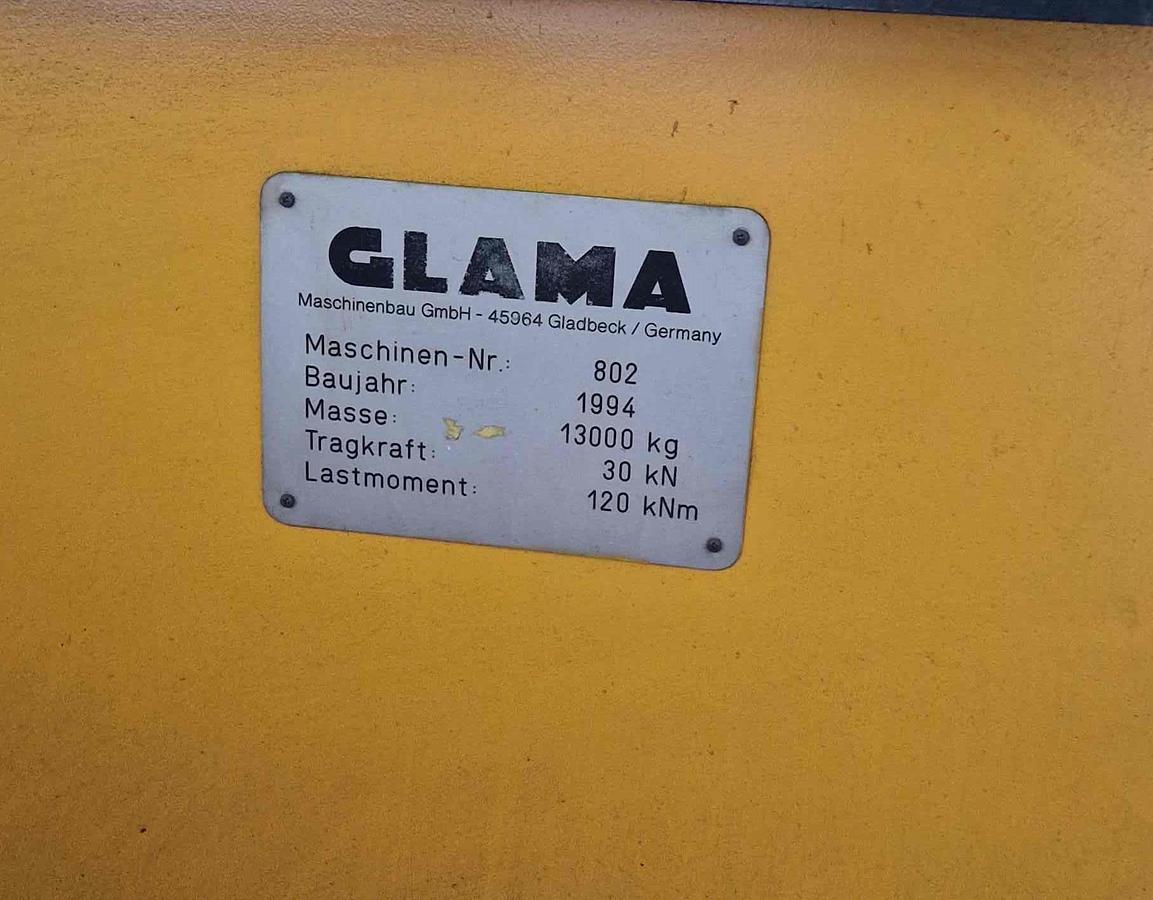 GLAMA
Maschinenbau GmbH - 45964 Gladbeck / Germany
Maschinen-Nr.: 802
Baujahr: 1994
Masse: 13000 kg
Tragkraft: 30 kN
Lastmoment: 120 kNm